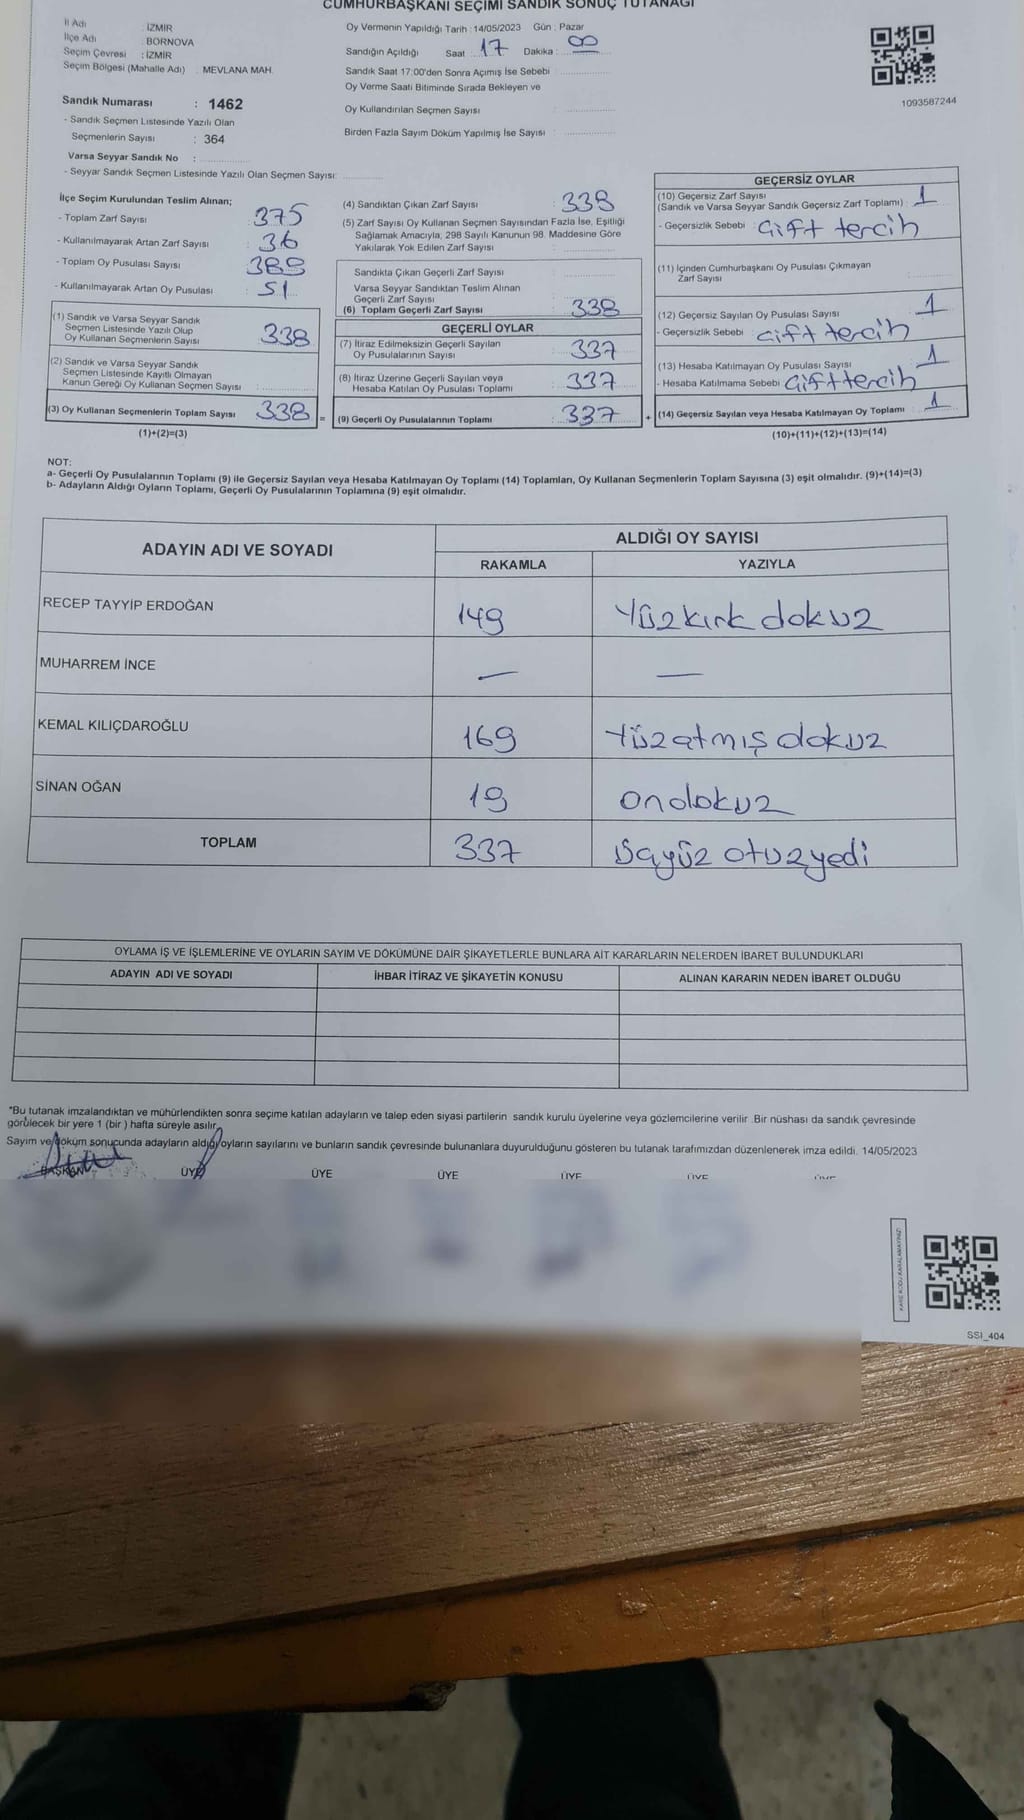 CUMHURBAŞKANI SEÇİMİ SANDIK SONUÇ TUTANAĞI
İl Adı : İZMİR
İlçe Adı : BORNOVA
Seçim Çevresi : İZMİR
Seçim Bölgesi (Mahalle Adı) : MEVLANA MAH.
Sandık Numarası : 1462
- Sandık Seçmen Listesinde Yazılı Olan
Seçmenlerin Sayısı : 364
Varsa Seyyar Sandık No :
- Seyyar Sandık Seçmen Listesinde Yazılı Olan Seçmen Sayısı:
Oy Vermenin Yapıldığı Tarih : 14/05/2023 Gün : Pazar
Sandığın Açıldığı Saat : 17 Dakika : 00
Sandık Saat 17:00'den Sonra Açımış İse Sebebi
Oy Verme Saati Bitiminde Sırada Bekleyen ve
Oy Kullandırılan Seçmen Sayısı
Birden Fazla Sayım Döküm Yapılmış İse Sayısı :
1093587244
İlçe Seçim Kurulundan Teslim Alınan;
- Toplam Zarf Sayısı : 375
- Kullanılmayarak Artan Zarf Sayısı : 36
- Toplam Oy Pusulası Sayısı : 389
- Kullanılmayarak Artan Oy Pusulası : 51
(1) Sandık ve Varsa Seyyar Sandık
Seçmen Listesinde Yazılı Olup
Oy Kullanan Seçmenlerin Sayısı : 338
(2) Sandık ve Varsa Seyyar Sandık
Seçmen Listesinde Kayıtlı Olmayan
Kanun Gereği Oy Kullanan Seçmen Sayısı :
(3) Oy Kullanan Seçmenlerin Toplam Sayısı : 338 =
(1)+(2)=(3)
(4) Sandıktan Çıkan Zarf Sayısı : 338
(5) Zarf Sayısı Oy Kullanan Seçmen Sayısından Fazla İse, Eşitliği
Sağlamak Amacıyla, 298 Sayılı Kanunun 98. Maddesine Göre
Yakılarak Yok Edilen Zarf Sayısı
Sandıkta Çıkan Geçerli Zarf Sayısı
Varsa Seyyar Sandıktan Teslim Alınan
Geçerli Zarf Sayısı
(6) Toplam Geçerli Zarf Sayısı : 338
GEÇERLİ OYLAR
(7) İtiraz Edilmeksizin Geçerli Sayılan
Oy Pusulalarının Sayısı : 337
(8) İtiraz Üzerine Geçerli Sayılan veya
Hesaba Katılan Oy Pusulası Toplamı : 337
(9) Geçerli Oy Pusulalarının Toplamı : 337 +
GEÇERSİZ OYLAR
(10) Geçersiz Zarf Sayısı
(Sandık ve Varsa Seyyar Sandık Geçersiz Zarf Toplamı) : 1
- Geçersizlik Sebebi : Çift tercih
(11) İçinden Cumhurbaşkanı Oy Pusulası Çıkmayan
Zarf Sayısı
(12) Geçersiz Sayılan Oy Pusulası Sayısı : 1
- Geçersizlik Sebebi : Çift tercih
(13) Hesaba Katılmayan Oy Pusulası Sayısı : 1
- Hesaba Katılmama Sebebi : Çift tercih
(14) Geçersiz Sayılan veya Hesaba Katılmayan Oy Toplamı : 1
(10)+(11)+(12)+(13)=(14)
NOT:
a- Geçerli Oy Pusulalarının Toplamı (9) ile Geçersiz Sayılan veya Hesaba Katılmayan Oy Toplamı (14) Toplamları, Oy Kullanan Seçmenlerin Toplam Sayısına (3) eşit olmalıdır. (9)+(14)=(3)
b- Adayların Aldığı Oyların Toplamı, Geçerli Oy Pusulalarının Toplamına (9) eşit olmalıdır.
ADAYIN ADI VE SOYADI
ALDIĞI OY SAYISI
RAKAMLA YAZIYLA
RECEP TAYYİP ERDOĞAN 149 Yüzkırk dokuz
MUHARREM İNCE — —
KEMAL KILIÇDAROĞLU 169 Yüzatmış dokuz
SİNAN OĞAN 19 ondokuz
TOPLAM 337 üçyüz otuzyedi
OYLAMA İŞ VE İŞLEMLERİNE VE OYLARIN SAYIM VE DÖKÜMÜNE DAİR ŞİKAYETLERLE BUNLARA AİT KARARLARIN NELERDEN İBARET BULUNDUKLARI
ADAYIN ADI VE SOYADI İHBAR İTİRAZ VE ŞİKAYETİN KONUSU ALINAN KARARIN NEDEN İBARET OLDUĞU
"Bu tutanak imzalandıktan ve mühürlendikten sonra seçime katılan adayların ve talep eden siyasi partilerin sandık kurulu üyelerine veya gözlemcilerine verilir. Bir nüshası da sandık çevresinde
görülecek bir yere 1 (bir ) hafta süreyle asılır.
Sayım ve döküm sonucunda adayların aldığı oyların sayılarını ve bunların sandık çevresinde bulunanlara duyurulduğunu gösteren bu tutanak tarafımızdan düzenlenerek imza edildi. 14/05/2023
BAŞKAN ÜYE ÜYE ÜYE ÜYE ÜYE ÜYE
KARE KODU KARALAMAYINIZ!
SSI_404